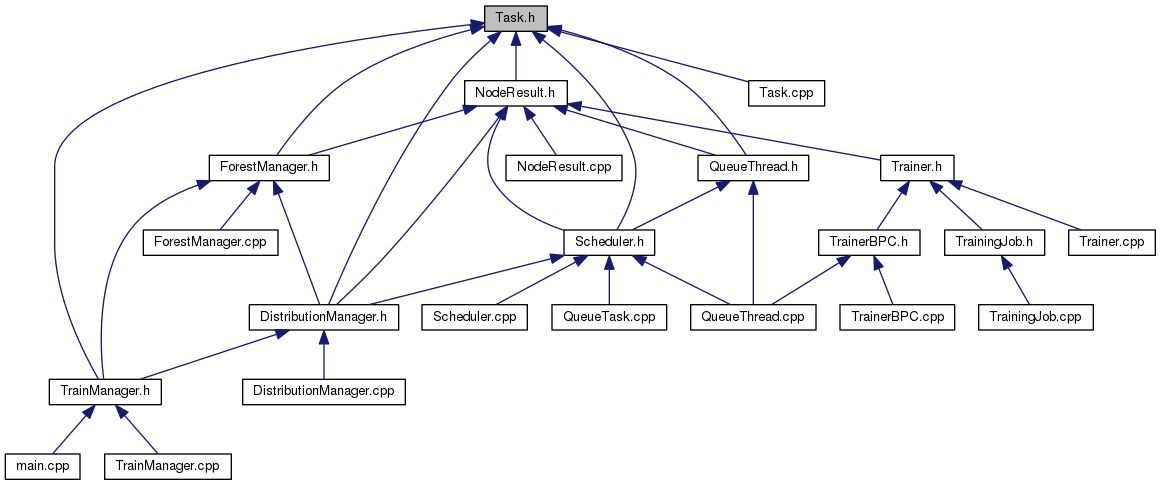 Task.h
NodeResult.h
Task.cpp
ForestManager.h
NodeResult.cpp
QueueThread.h
Trainer.h
ForestManager.cpp
Scheduler.h
TrainerBPC.h
TrainingJob.h
Trainer.cpp
DistributionManager.h
Scheduler.cpp
QueueTask.cpp
QueueThread.cpp
TrainerBPC.cpp
TrainingJob.cpp
TrainManager.h
DistributionManager.cpp
main.cpp
TrainManager.cpp